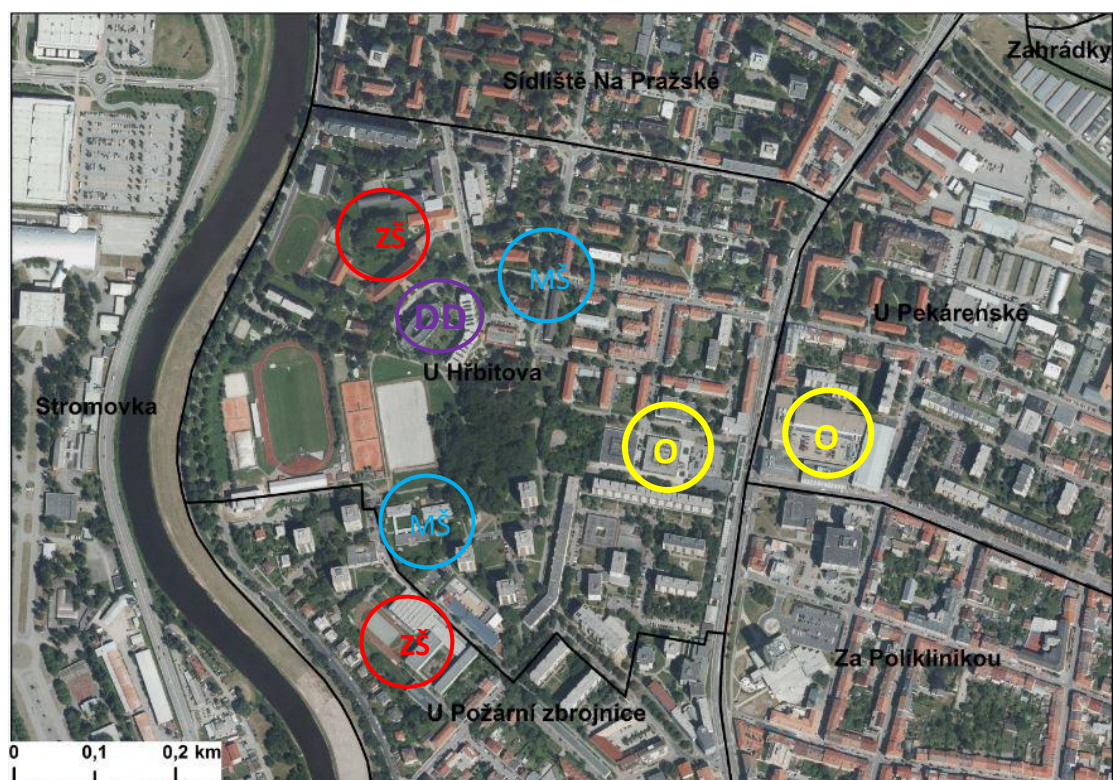 Zahrádky
Sídliště Na Pražské
ZŠ
MŠ
DD
U Pekárenské
U Hřbitova
Stromovka
O
O
MŠ
ZŠ
Za Poliklinikou
U Požární zbrojnice
0 0,1 0,2 km